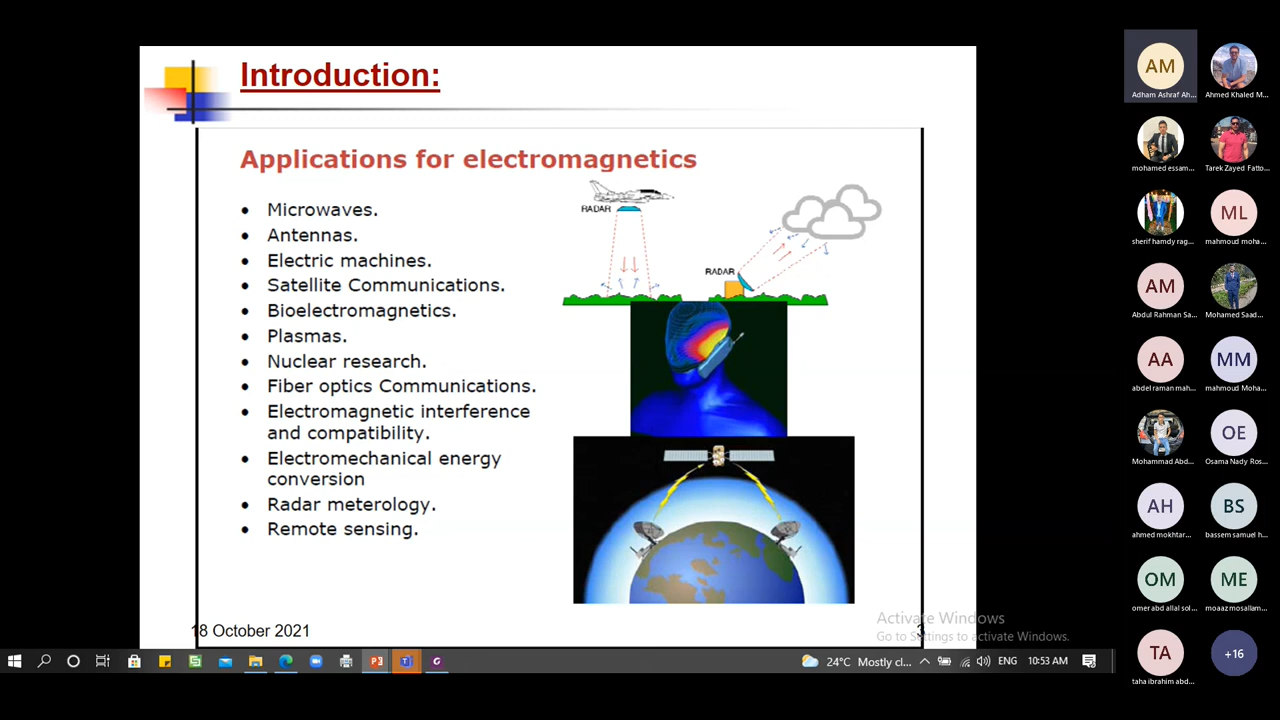 Introduction:
Applications for electromagnetics
• Microwaves.
• Antennas.
• Electric machines.
• Satellite Communications.
• Bioelectromagnetics.
• Plasmas.
• Nuclear research.
• Fiber optics Communications.
• Electromagnetic interference
and compatibility.
• Electromechanical energy
conversion
• Radar meterology.
• Remote sensing.
RADAR
RADAR
18 October 2021
3
Activate Windows
Go to Settings to activate Windows.
24°C Mostly cl...
ENG
10:53 AM
AM
Adham Ashraf Ah...
Ahmed Khaled M...
mohamed essam...
Tarek Zayed Fatto...
sherif hamdy rag...
ML
mahmoud moha...
AM
Abdul Rahman Sa...
Mohamed Saad...
AA
abdel raman mah...
MM
mahmoud Moha...
Mohammad Abd...
OE
Osama Nady Ros...
AH
ahmed mokhtar...
BS
bassem samuel h...
OM
omer abd allal sol...
ME
moaaz mosallam...
TA
taha ibrahim abd...
+16